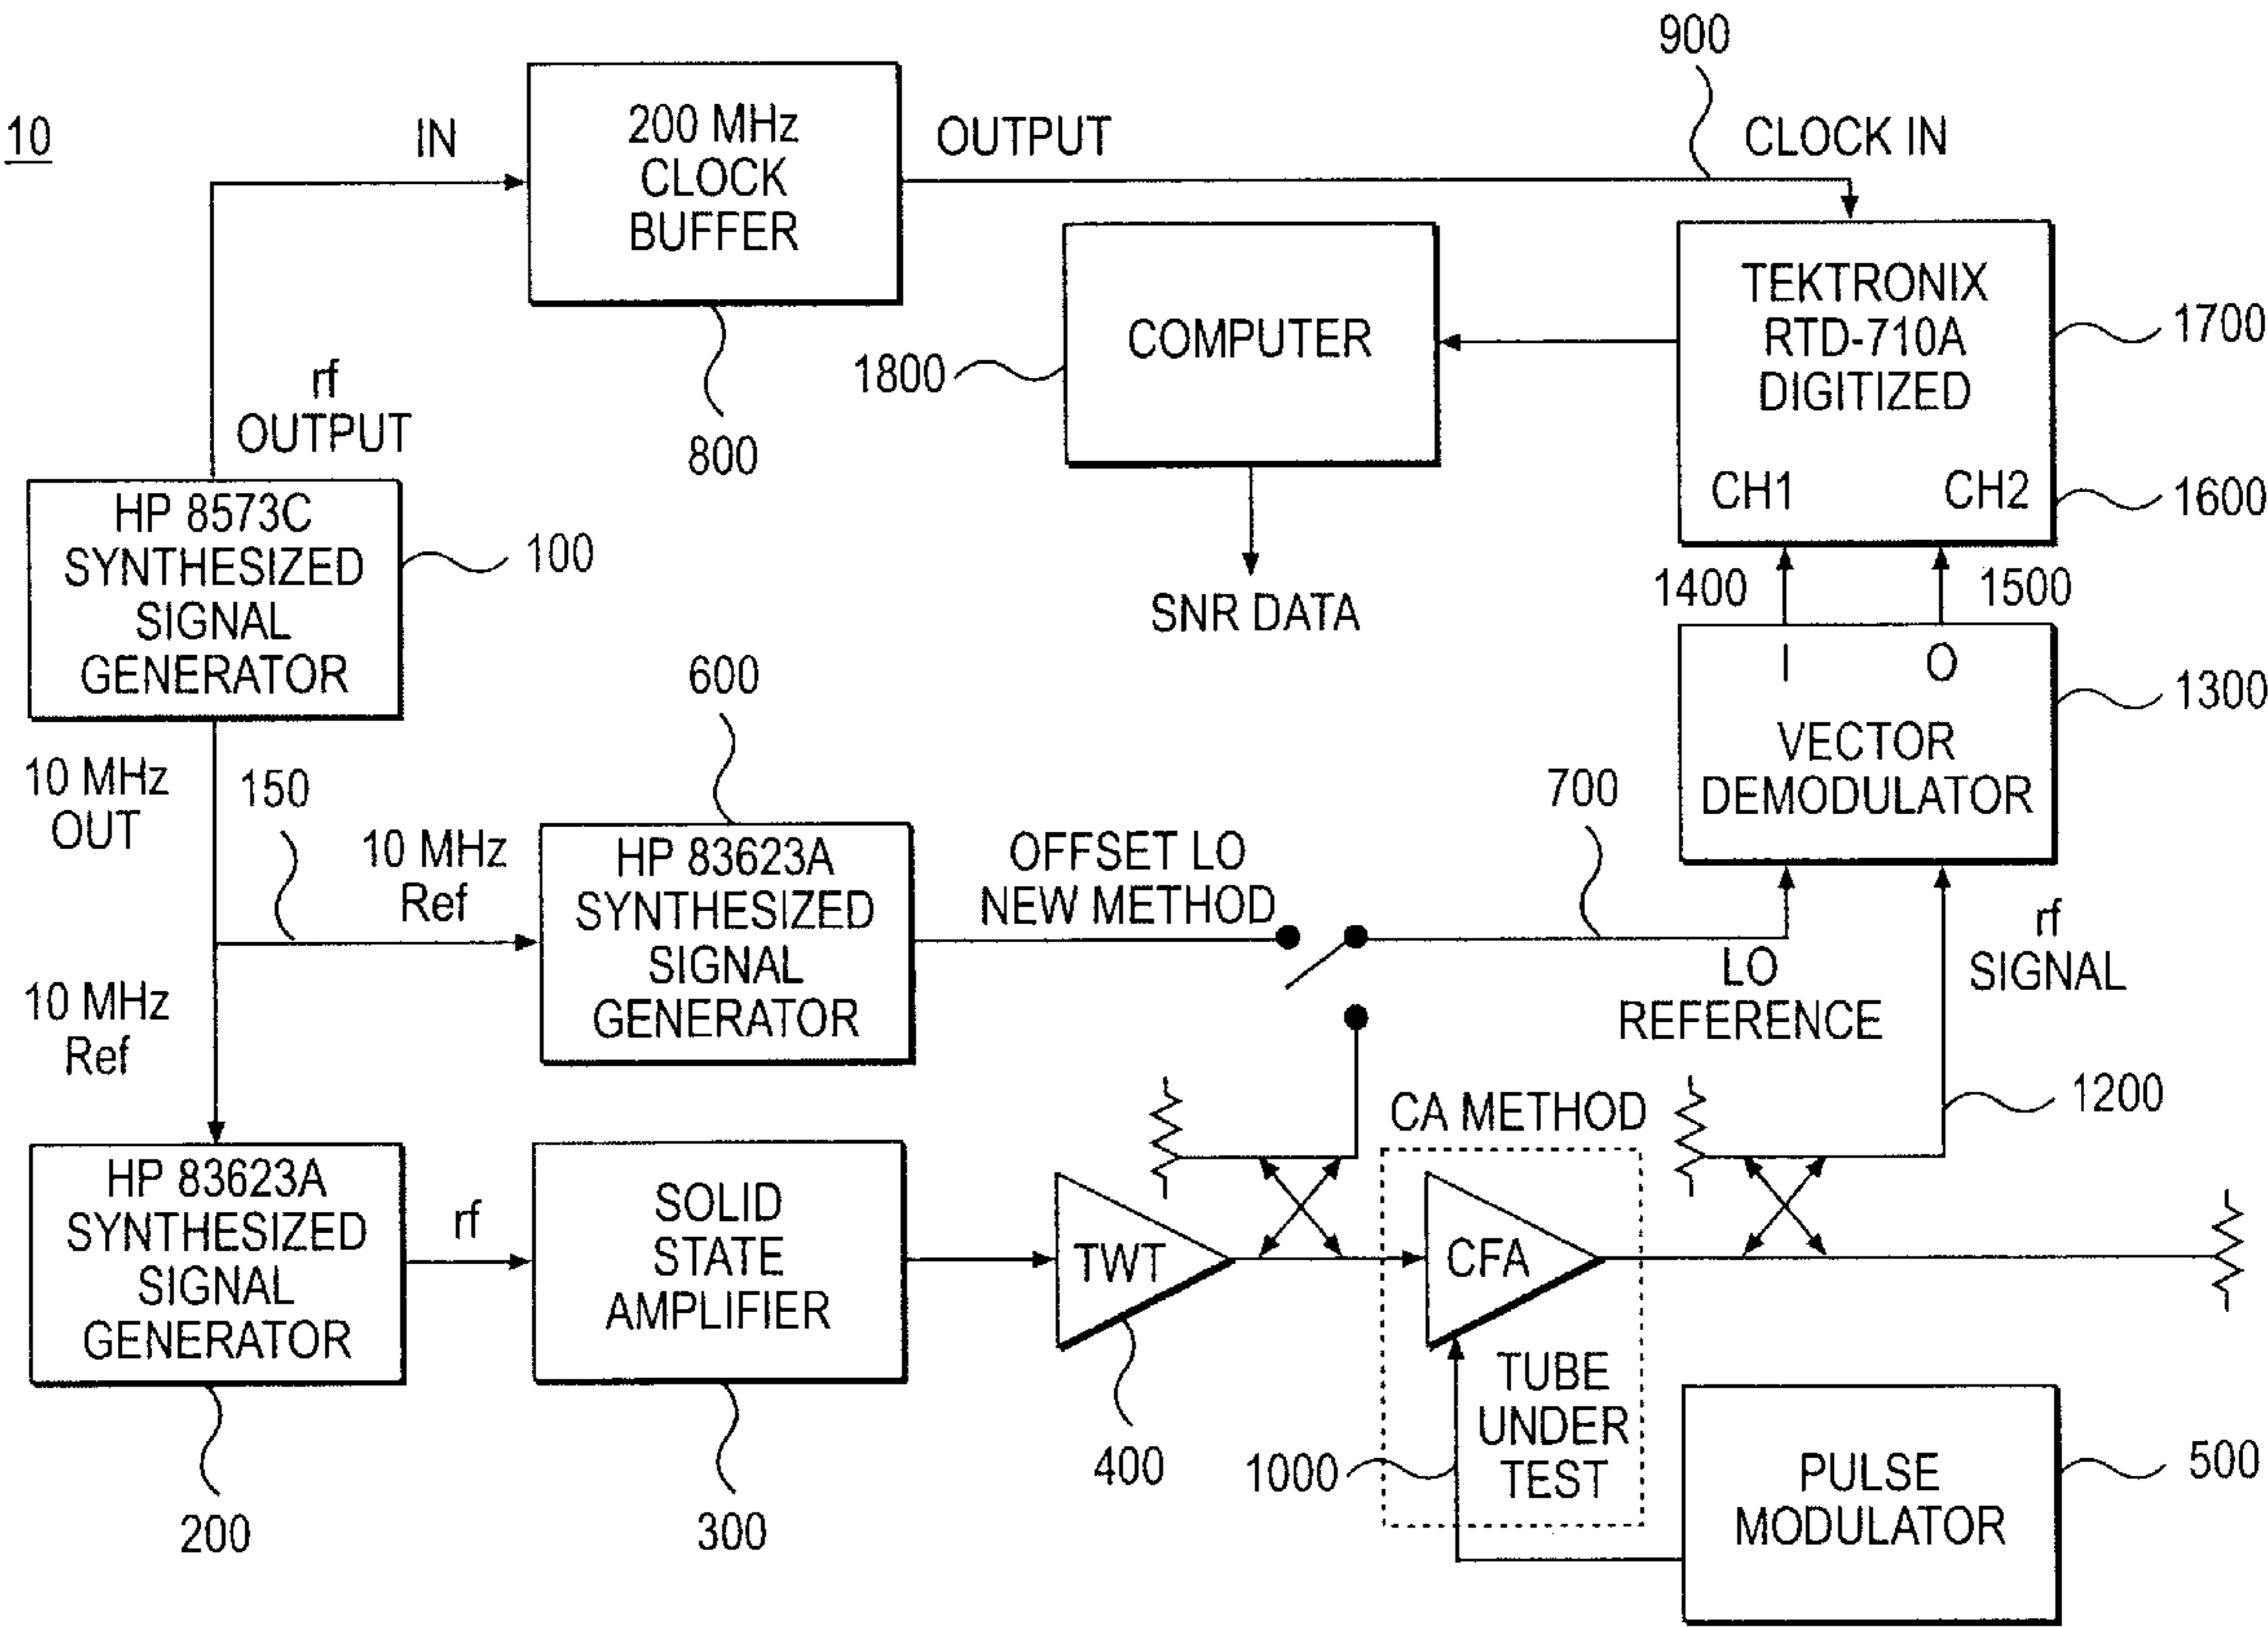 10
900
IN
200 MHz
CLOCK
BUFFER
OUTPUT
CLOCK IN
800
rf
OUTPUT
COMPUTER
1800
SNR DATA
TEKTRONIX
RTD-710A
DIGITIZED
CH1 CH2
1700
1600
1400
1500
HP 8573C
SYNTHESIZED
SIGNAL
GENERATOR
100
I O
VECTOR
DEMODULATOR
1300
10 MHz
OUT
150
10 MHz
Ref
600
HP 83623A
SYNTHESIZED
SIGNAL
GENERATOR
OFFSET LO
NEW METHOD
700
LO
REFERENCE
rf
SIGNAL
10 MHz
Ref
1200
CA METHOD
HP 83623A
SYNTHESIZED
SIGNAL
GENERATOR
200
rf
SOLID
STATE
AMPLIFIER
300
TWT
400
CFA
TUBE
UNDER
TEST
1000
PULSE
MODULATOR
500